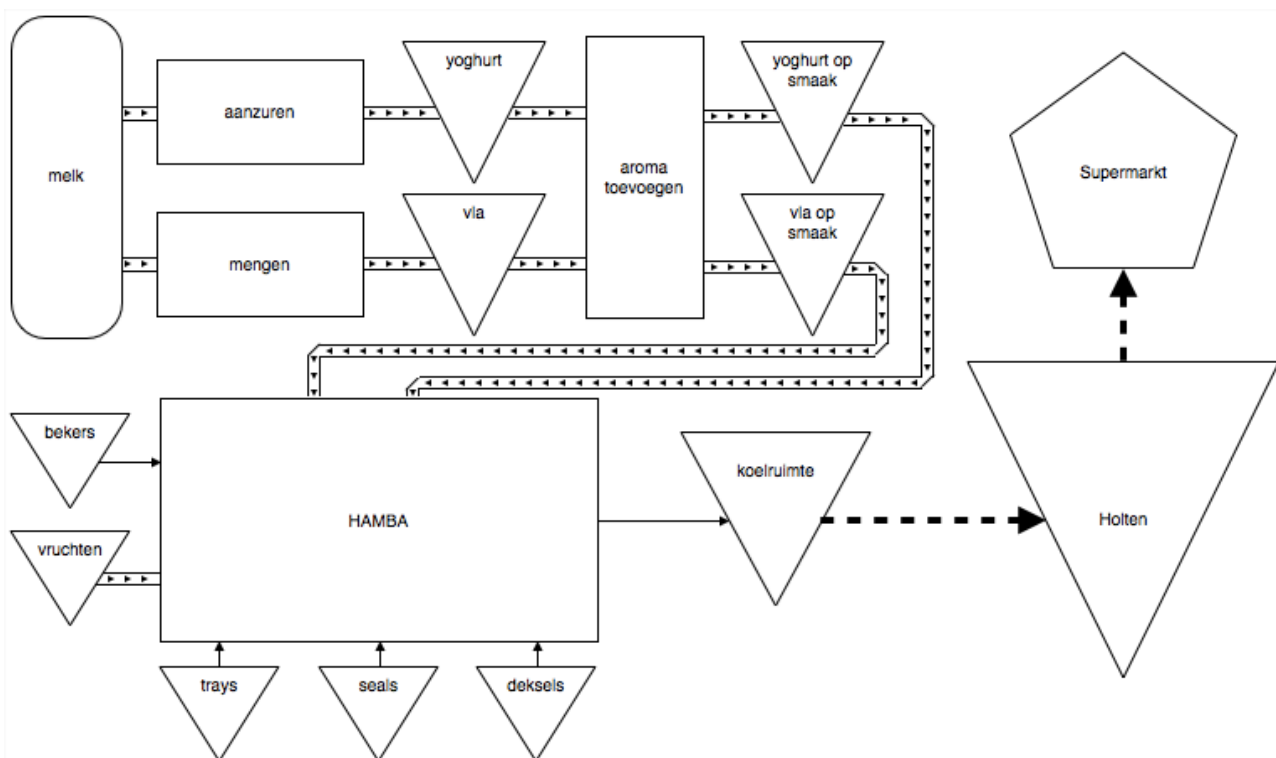 yoghurt
yoghurt op
smaak
aanzuren
melk
aroma
toevoegen
Supermarkt
vla
vla op
smaak
mengen
bekers
koelruimte
HAMBA
Holten
vruchten
trays
seals
deksels